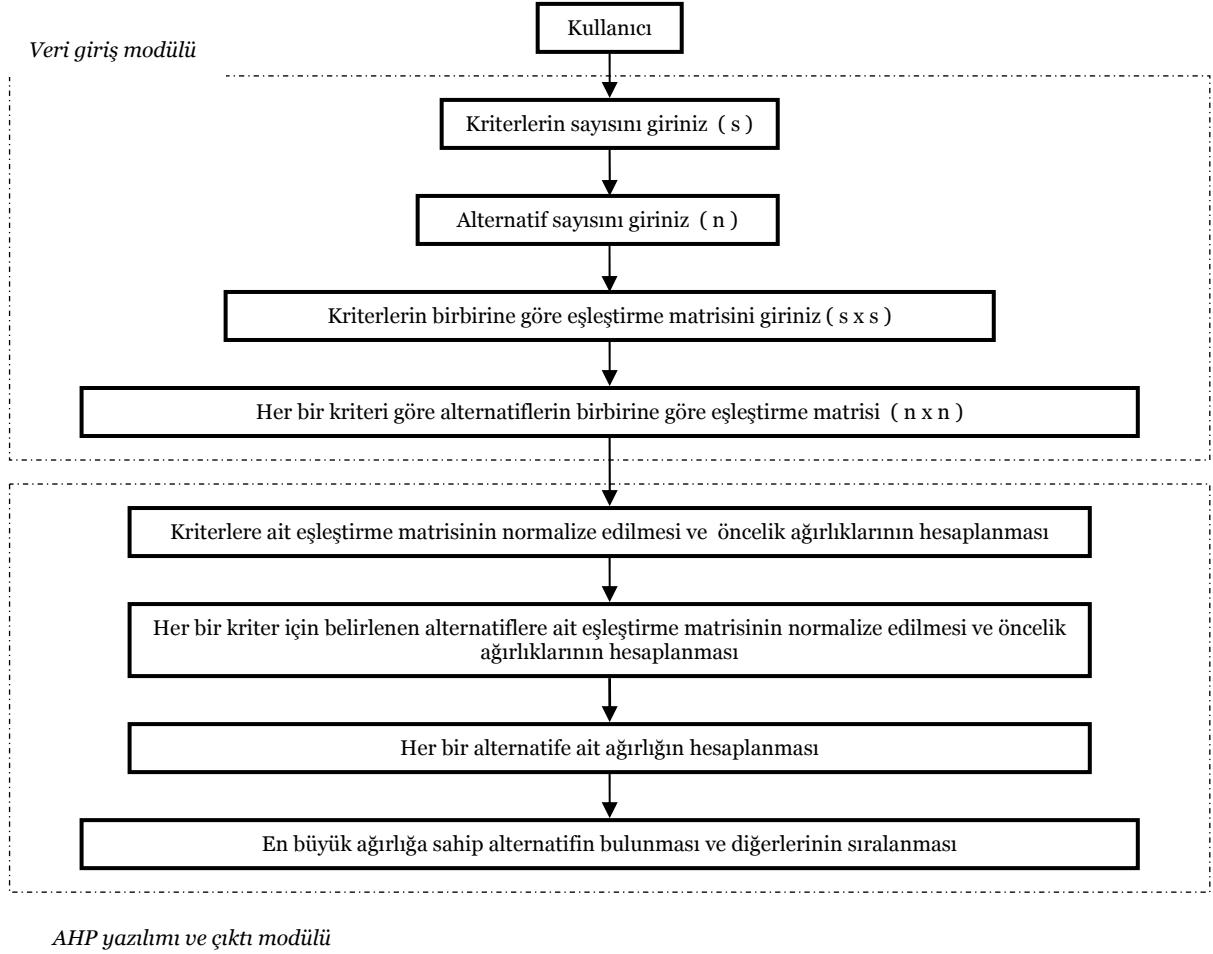 Kullanıcı
Veri giriş modülü
Kriterlerin sayısını giriniz ( s )
Alternatif sayısını giriniz ( n )
Kriterlerin birbirine göre eşleştirme matrisini giriniz ( s x s )
Her bir kriteri göre alternatiflerin birbirine göre eşleştirme matrisi ( n x n )
Kriterlere ait eşleştirme matrisinin normalize edilmesi ve öncelik ağırlıklarının hesaplanması
Her bir kriter için belirlenen alternatiflere ait eşleştirme matrisinin normalize edilmesi ve öncelik
ağırlıklarının hesaplanması
Her bir alternatife ait ağırlığın hesaplanması
En büyük ağırlığa sahip alternatifin bulunması ve diğerlerinin sıralanması
AHP yazılımı ve çıktı modülü